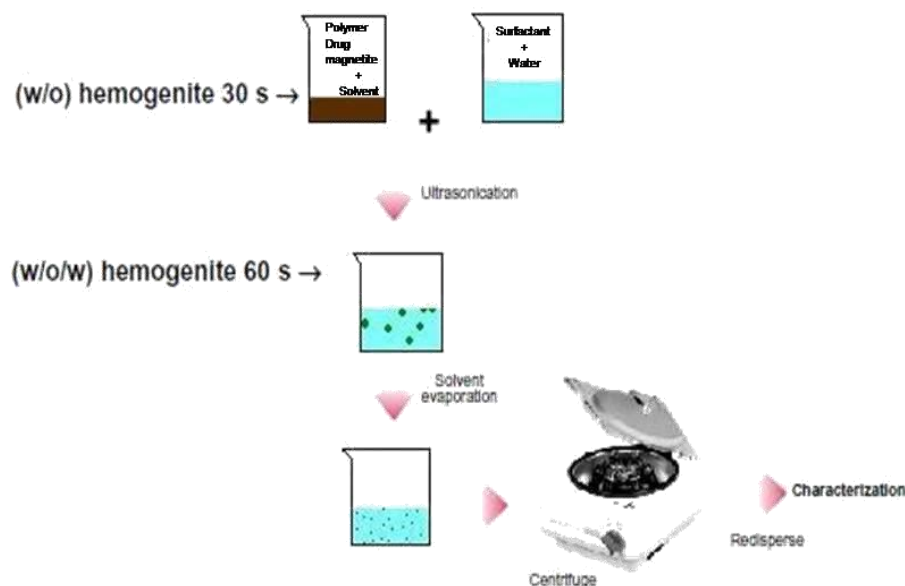 Polymer
Drug
magnetite
+
Solvent
Surfactant
+
Water
(w/o) hemogenite 30 s →
+
Ultrasonication
(w/o/w) hemogenite 60 s →
Solvent
evaporation
Characterization
Redisperse
Centrifuge